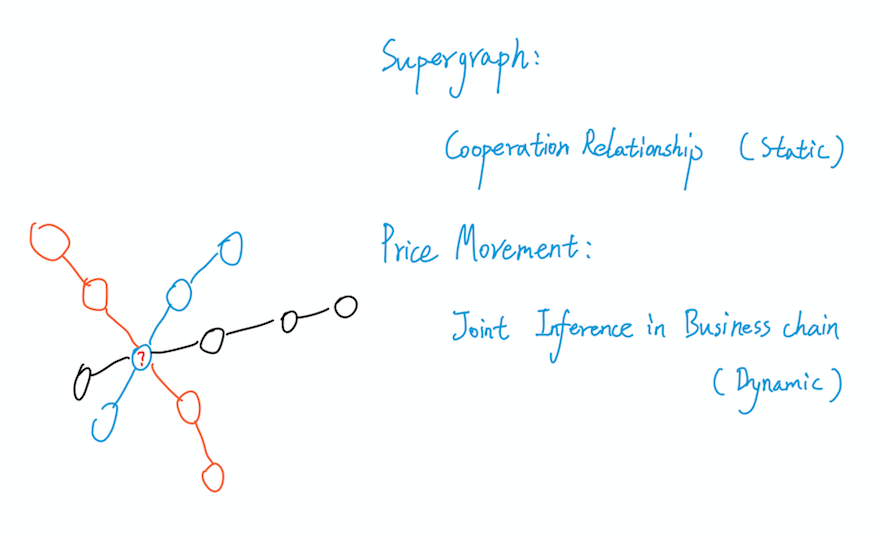 Supergraph:
Cooperation Relationship (Static)
Price Movement:
Joint Inference in Business chain
(Dynamic)
?